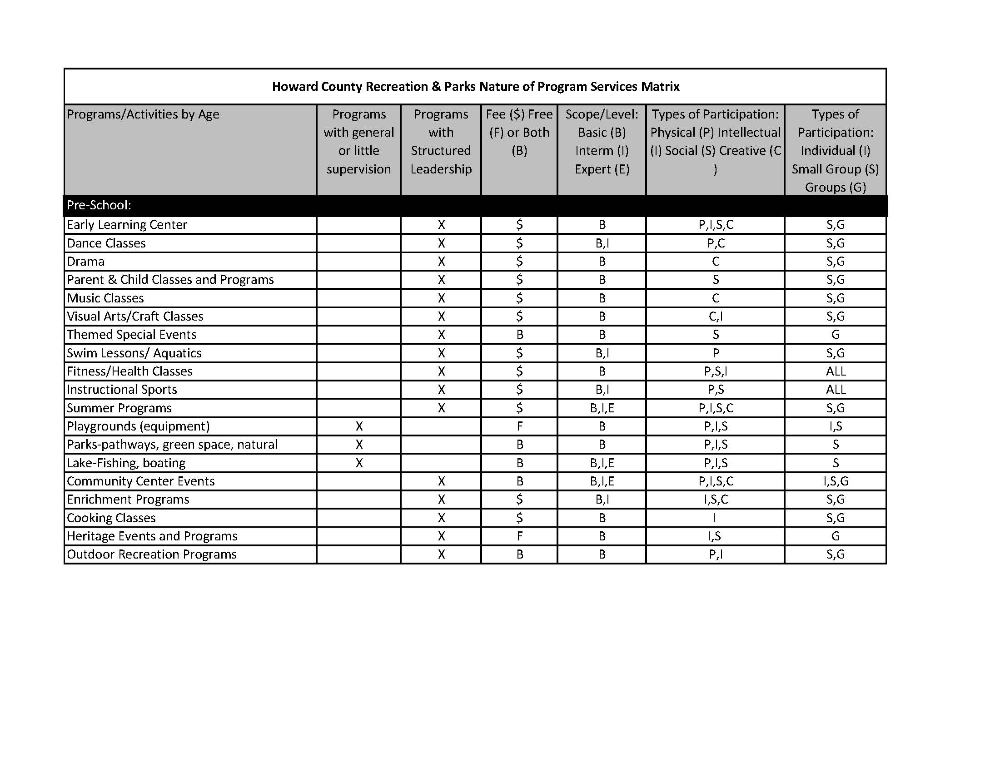 Howard County Recreation & Parks Nature of Program Services Matrix
Programs/Activities by Age
Programs
with general
or little
supervision
Programs
with
Structured
Leadership
Fee ($) Free
(F) or Both
(B)
Scope/Level:
Basic (B)
Interm (I)
Expert (E)
Types of Participation:
Physical (P) Intellectual
(I) Social (S) Creative (C
)
Types of
Participation:
Individual (I)
Small Group (S)
Groups (G)
Pre-School:
Early Learning Center X $ B P,I,S,C S,G
Dance Classes X $ B,I P,C S,G
Drama X $ B C S,G
Parent & Child Classes and Programs X $ B S S,G
Music Classes X $ B C S,G
Visual Arts/Craft Classes X $ B C,I S,G
Themed Special Events X B B S G
Swim Lessons/ Aquatics X $ B,I P S,G
Fitness/Health Classes X $ B P,S,I ALL
Instructional Sports X $ B,I P,S ALL
Summer Programs X $ B,I,E P,I,S,C S,G
Playgrounds (equipment) X F B P,I,S I,S
Parks-pathways, green space, natural X B B P,I,S S
Lake-Fishing, boating X B B,I,E P,I,S S
Community Center Events X B B,I,E P,I,S,C I,S,G
Enrichment Programs X $ B,I I,S,C S,G
Cooking Classes X $ B I S,G
Heritage Events and Programs X F B I,S G
Outdoor Recreation Programs X B B P,I S,G